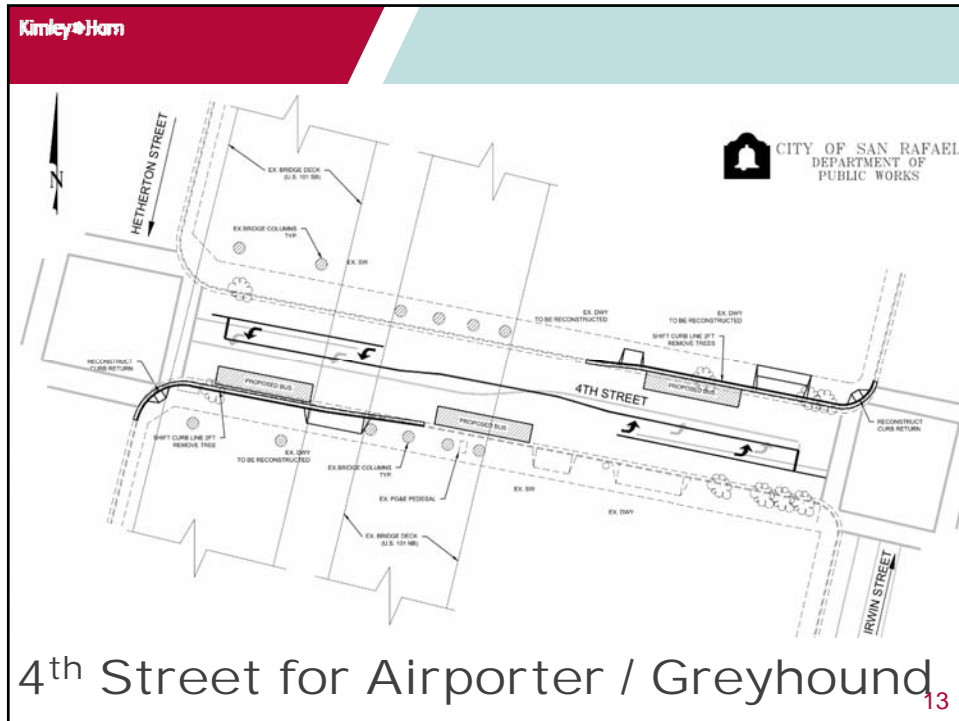 Kimley»Horn
CITY OF SAN RAFAEL
DEPARTMENT OF
PUBLIC WORKS
N
HETHERTON STREET
EX. BRIDGE DECK
(U.S. 101 SB)
EX.BRIDGE COLUMNS
TYP.
EX. SW
EX. DWY
TO BE RECONSTRUCTED
EX. DWY
TO BE RECONSTRUCTED
SHIFT CURB LINE 2FT
REMOVE TREES
RECONSTRUCT
CURB RETURN
PROPOSED BUS
PROPOSED BUS
4TH STREET
PROPOSED BUS
RECONSTRUCT
CURB RETURN
SHIFT CURB LINE 2FT
REMOVE TREE
EX. DWY
TO BE RECONSTRUCTED
EX.BRIDGE COLUMNS
TYP.
EX. PG&E PEDESAL
EX. SW
EX. DWY
EX. BRIDGE DECK
(U.S. 101 NB)
IRWIN STREET
4th Street for Airporter / Greyhound
13